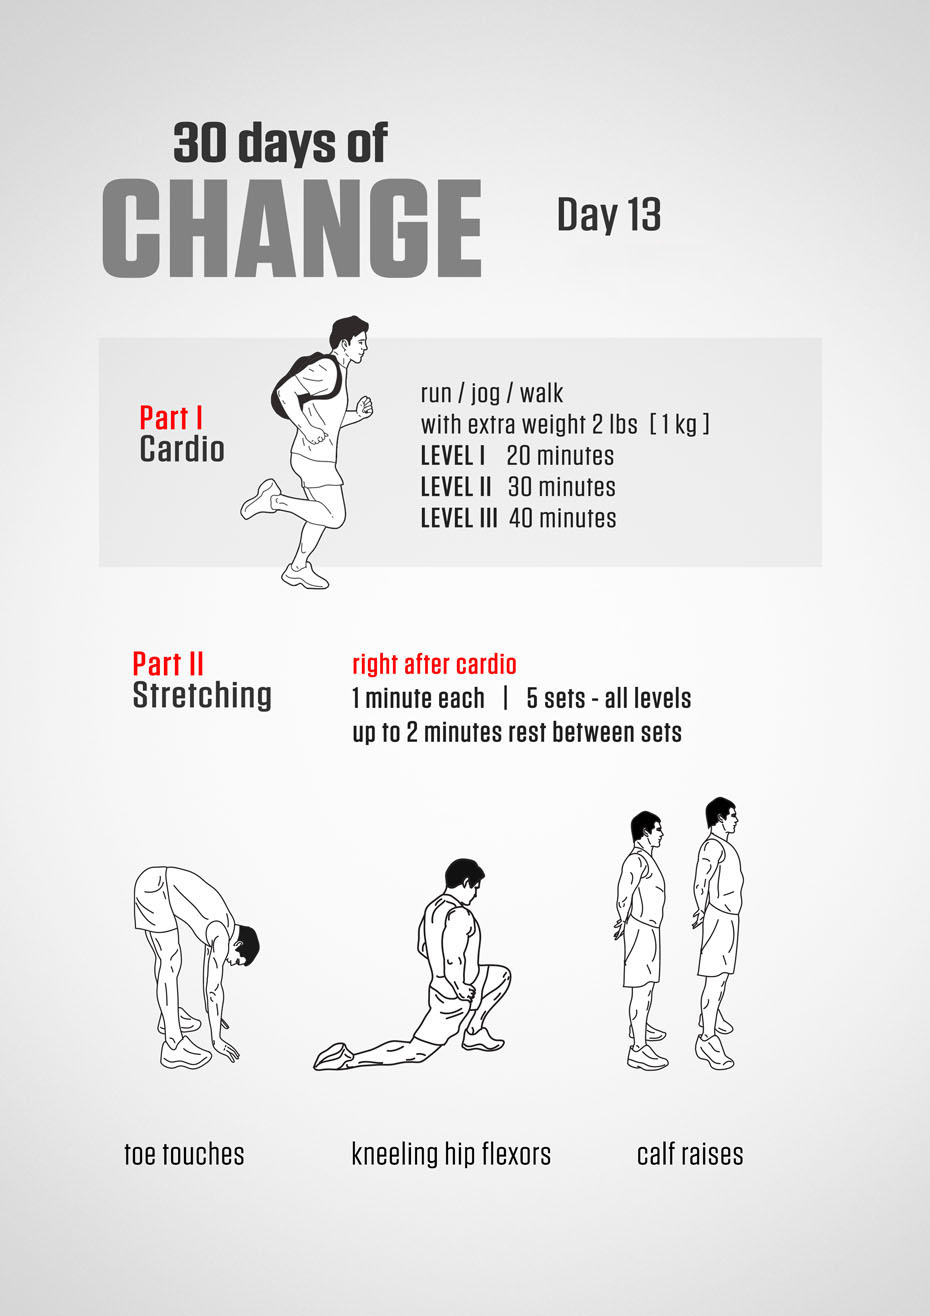 30 days of
CHANGE
Day 13
Part I
Cardio
run / jog / walk
with extra weight 2 lbs [ 1 kg ]
LEVEL I 20 minutes
LEVEL II 30 minutes
LEVEL III 40 minutes
Part II
Stretching
right after cardio
1 minute each | 5 sets - all levels
up to 2 minutes rest between sets
toe touches
kneeling hip flexors
calf raises